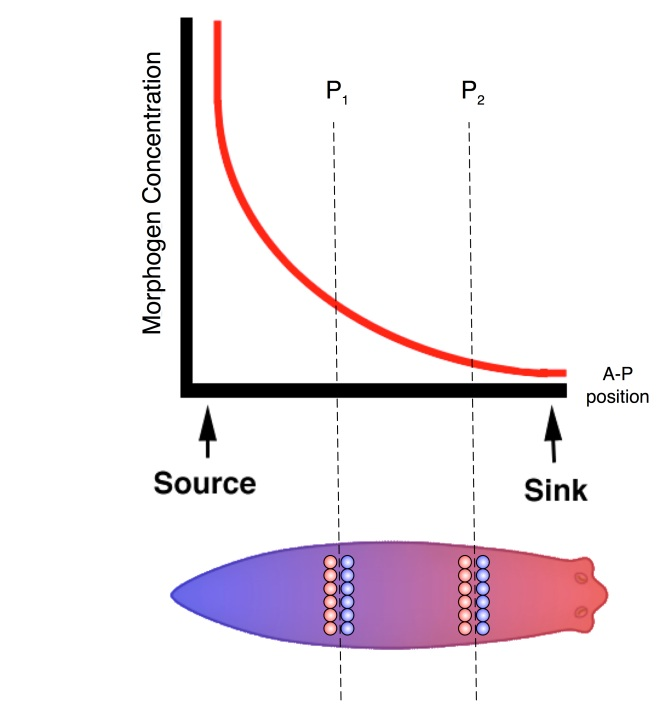 Morphogen Concentration
P₁
P₂
A-P
position
Source
Sink